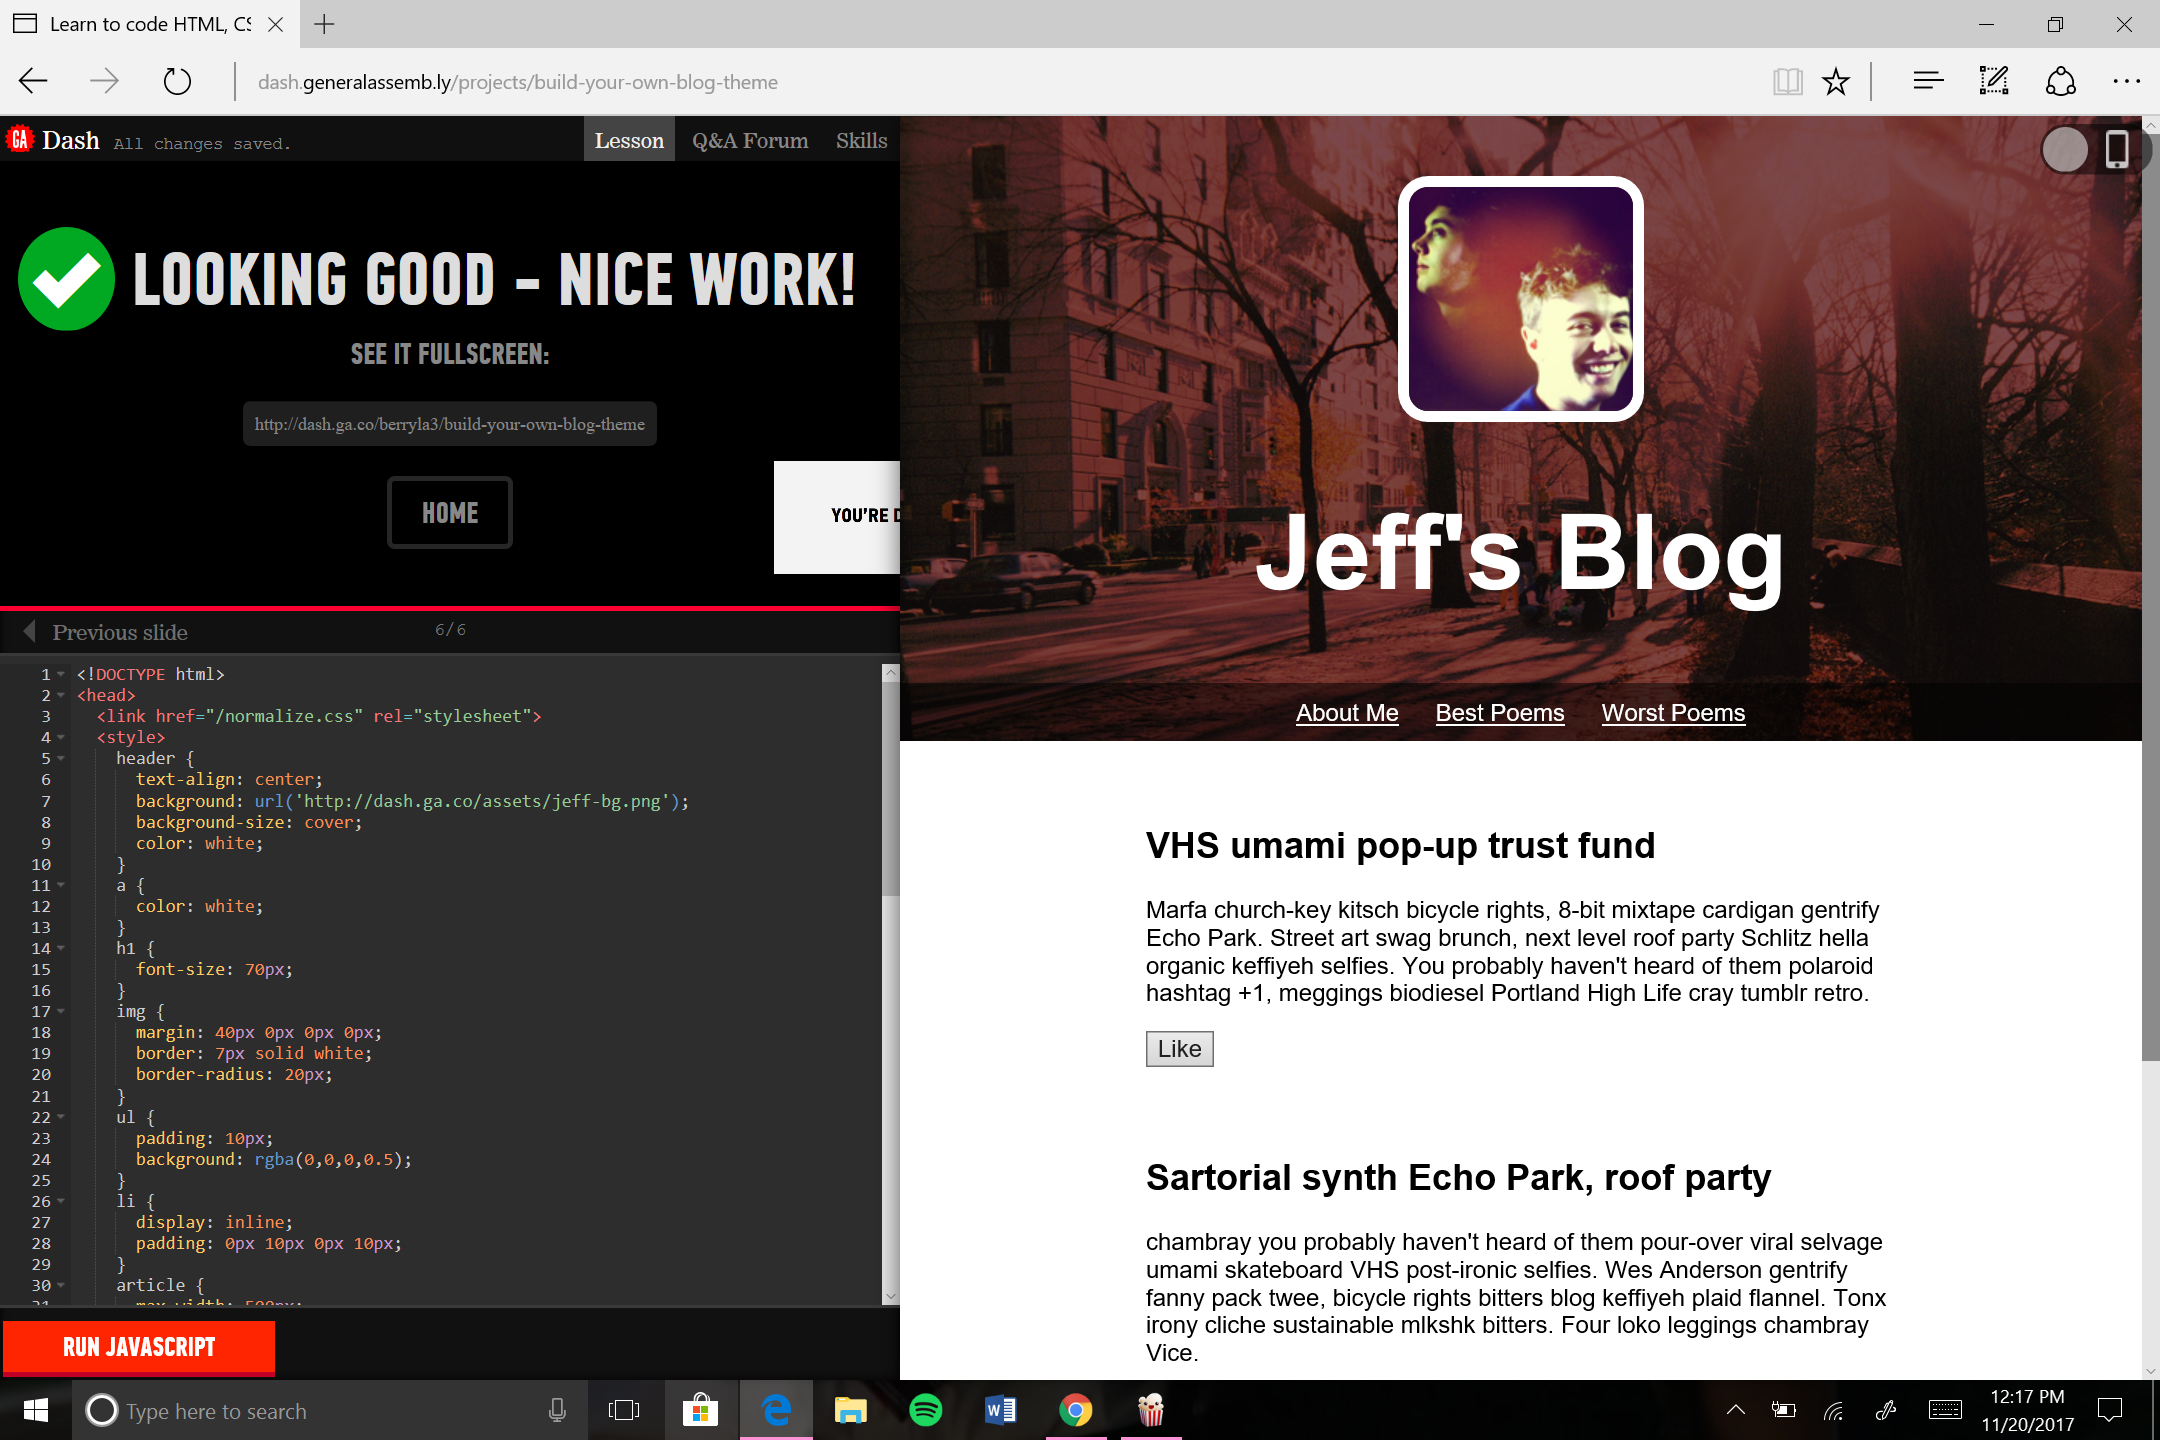 Learn to code HTML, CS
dash.generalassemb.ly/projects/build-your-own-blog-theme
GA Dash All changes saved.
Lesson Q&A Forum Skills
LOOKING GOOD – NICE WORK!
SEE IT FULLSCREEN:
http://dash.ga.co/berryla3/build-your-own-blog-theme
HOME
YOU'RE D
Previous slide 6/6
1 <!DOCTYPE html>
2 <head>
3 <link href="/normalize.css" rel="stylesheet">
4 <style>
5 header {
6 text-align: center;
7 background: url('http://dash.ga.co/assets/jeff-bg.png');
8 background-size: cover;
9 color: white;
10 }
11 a {
12 color: white;
13 }
14 h1 {
15 font-size: 70px;
16 }
17 img {
18 margin: 40px 0px 0px 0px;
19 border: 7px solid white;
20 border-radius: 20px;
21 }
22 ul {
23 padding: 10px;
24 background: rgba(0,0,0,0.5);
25 }
26 li {
27 display: inline;
28 padding: 0px 10px 0px 10px;
29 }
30 article {
31 max-width: 500px;
RUN JAVASCRIPT
Jeff's Blog
About Me Best Poems Worst Poems
VHS umami pop-up trust fund
Marfa church-key kitsch bicycle rights, 8-bit mixtape cardigan gentrify
Echo Park. Street art swag brunch, next level roof party Schlitz hella
organic keffiyeh selfies. You probably haven't heard of them polaroid
hashtag +1, meggings biodiesel Portland High Life cray tumblr retro.
Like
Sartorial synth Echo Park, roof party
chambray you probably haven't heard of them pour-over viral selvage
umami skateboard VHS post-ironic selfies. Wes Anderson gentrify
fanny pack twee, bicycle rights bitters blog keffiyeh plaid flannel. Tonx
irony cliche sustainable mlkshk bitters. Four loko leggings chambray
Vice.
Type here to search
12:17 PM
11/20/2017